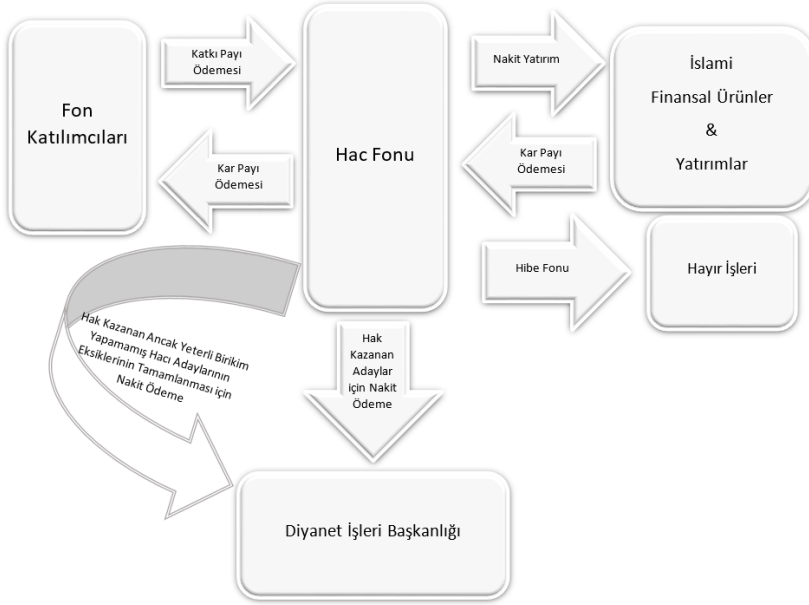 Fon
Katılımcıları
Katkı Payı
Ödemesi
Kar Payı
Ödemesi
Hac Fonu
Nakit Yatırım
Kar Payı
Ödemesi
İslami
Finansal Ürünler
&
Yatırımlar
Hibe Fonu
Hayır İşleri
Hak Kazanan Ancak Yeterli Birikim
Yapamamış Hacı Adaylarının
Eksiklerinin Tamamlanması için
Nakit Ödeme
Hak
Kazanan
Adaylar
için Nakit
Ödeme
Diyanet İşleri Başkanlığı